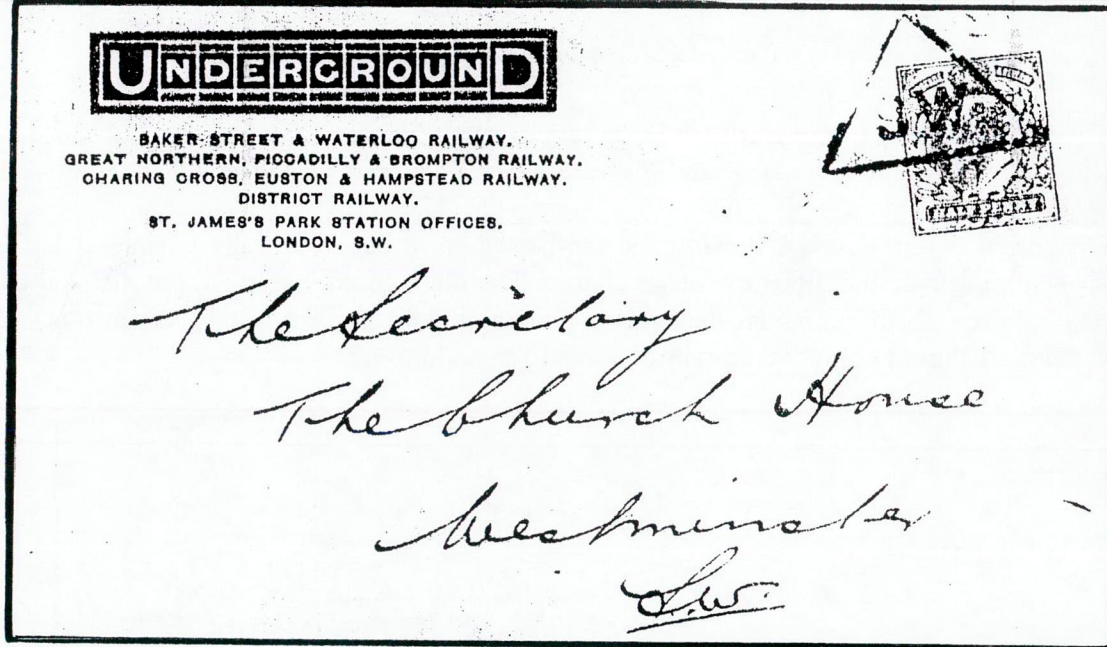 UNDERGROUND
BAKER STREET & WATERLOO RAILWAY.
GREAT NORTHERN, PICCADILLY & BROMPTON RAILWAY.
CHARING CROSS, EUSTON & HAMPSTEAD RAILWAY.
DISTRICT RAILWAY.
ST. JAMES'S PARK STATION OFFICES.
LONDON, S.W.
The Secretary
The Church House
Westminster
S.W.